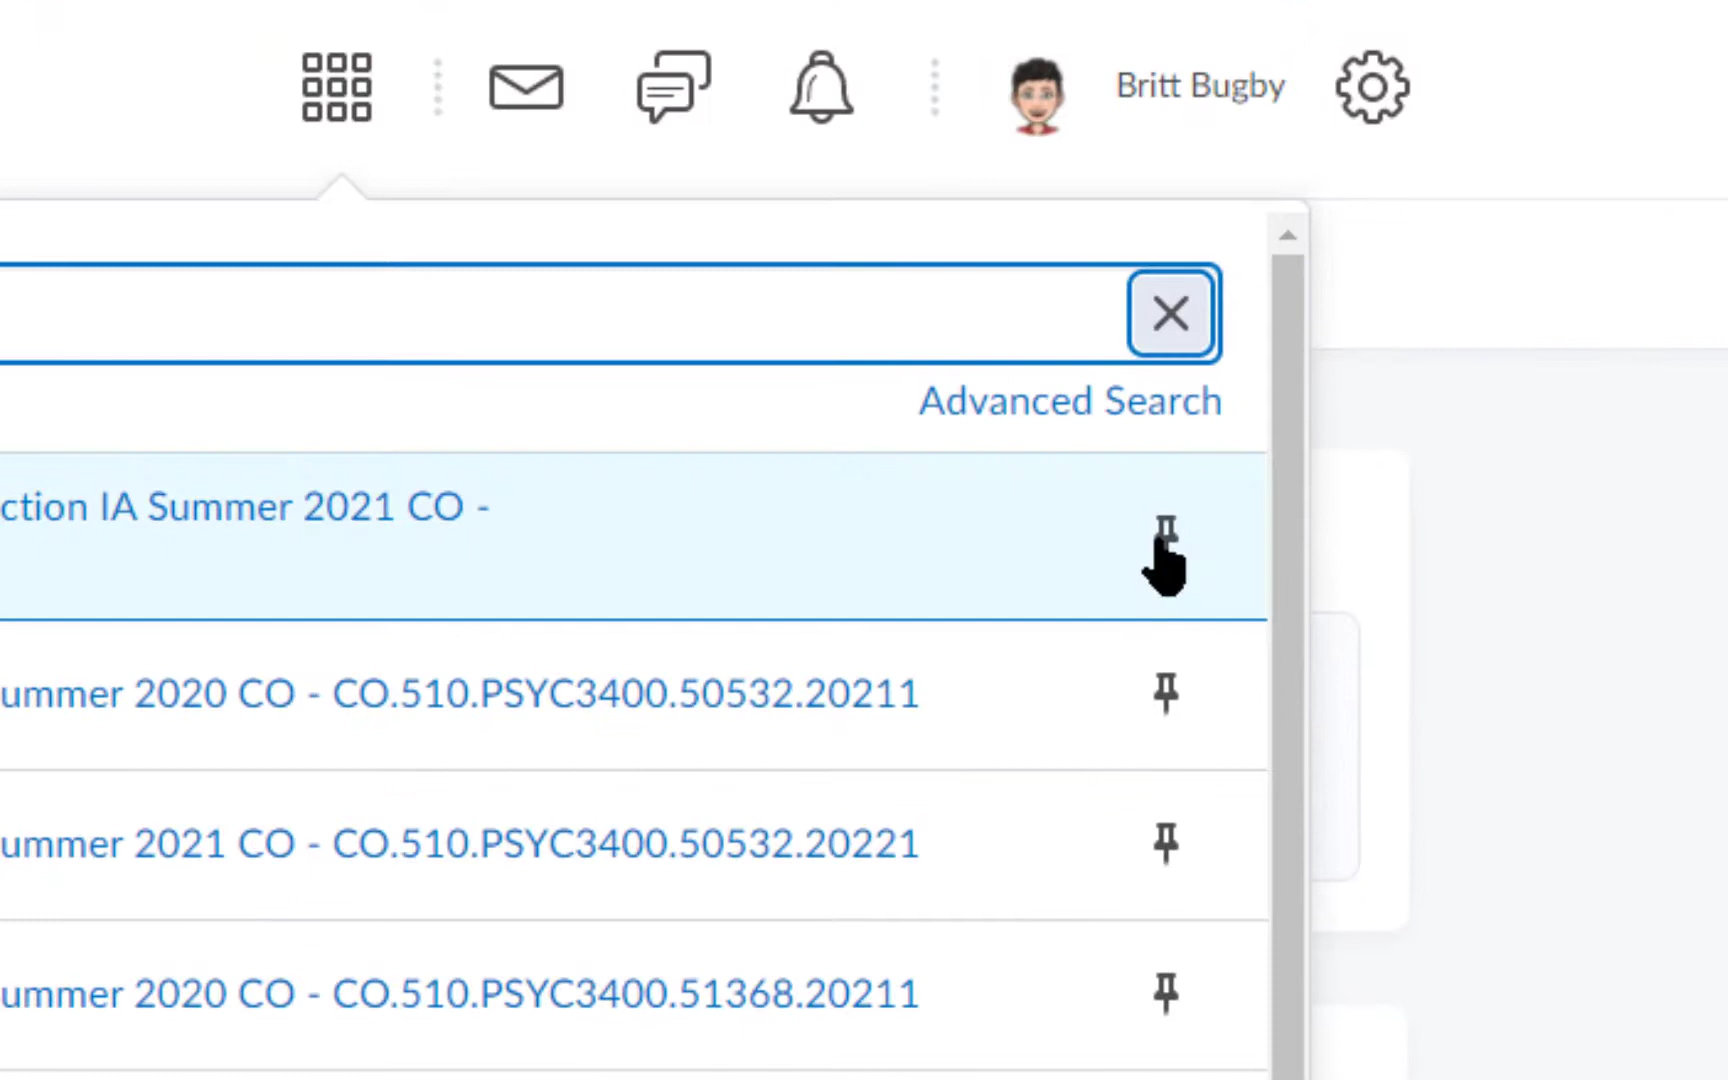 Britt Bugby
Advanced Search
ction IA Summer 2021 CO -
ummer 2020 CO - CO.510.PSYC3400.50532.20211
ummer 2021 CO - CO.510.PSYC3400.50532.20221
ummer 2020 CO - CO.510.PSYC3400.51368.20211